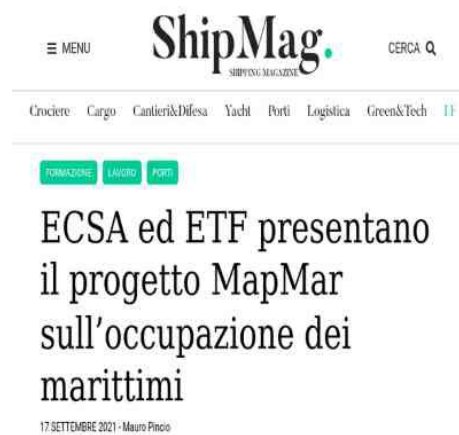 ≡ MENU
ShipMag.
SHIPPING MAGAZINE
CERCA
Crociere Cargo Cantieri&Difesa Yacht Porti Logistica Green&Tech
FORMAZIONE LAVORO PORTI
ECSA ed ETF presentano
il progetto MapMar
sull’occupazione dei
marittimi
17 SETTEMBRE 2021 - Mauro Pincio